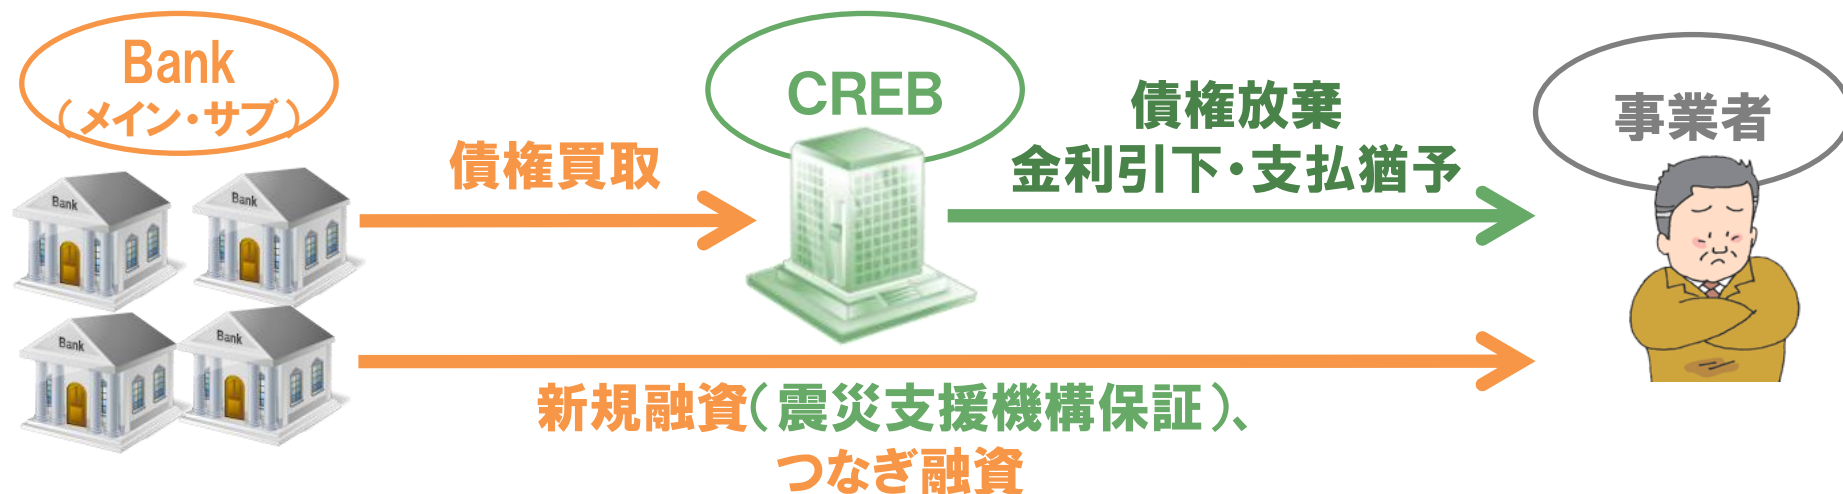 Bank
（メイン・サブ）
Bank
Bank
Bank
Bank
債権買取
CREB
債権放棄
金利引下・支払猶予
事業者
新規融資（震災支援機構保証）、
つなぎ融資